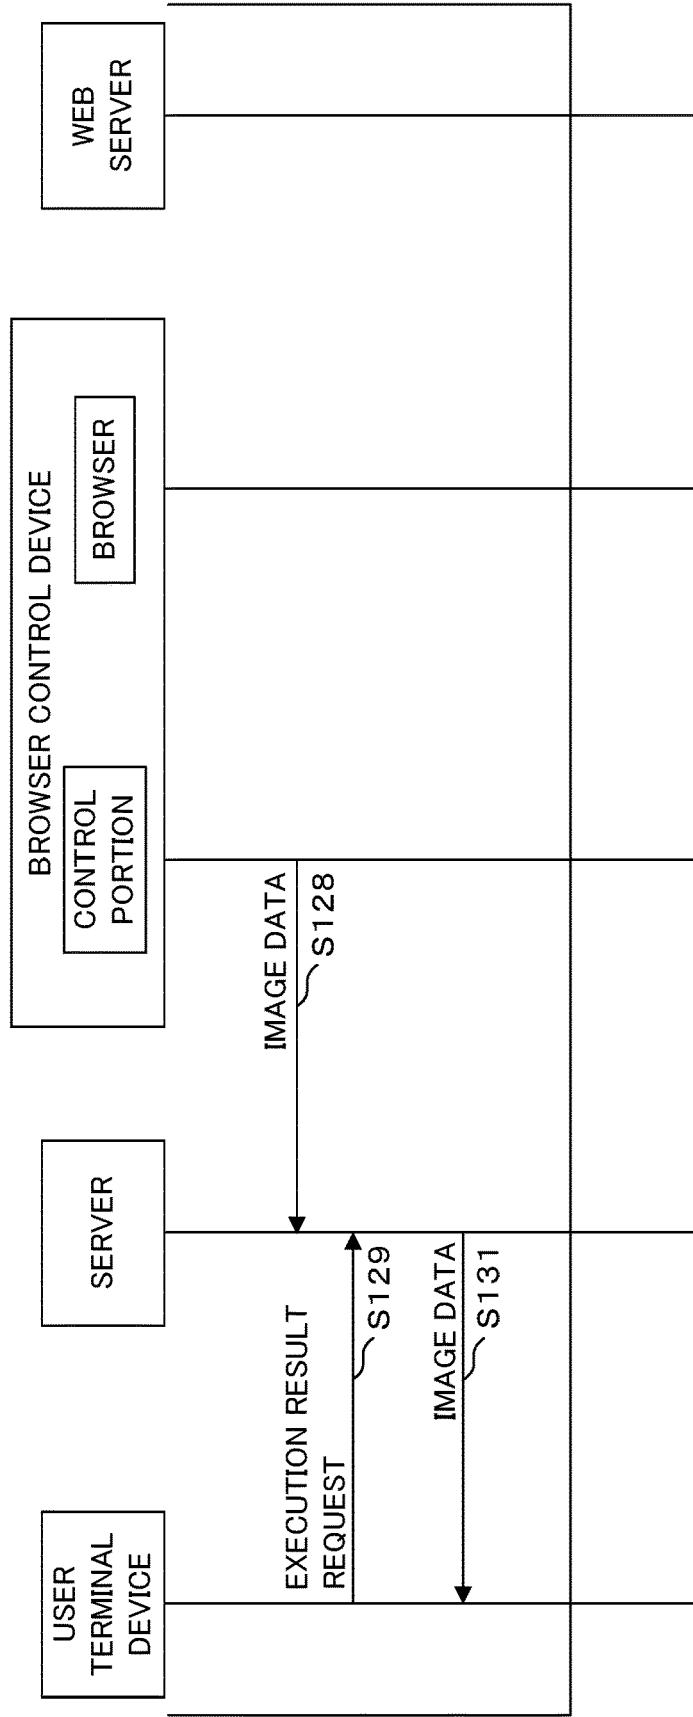 USER
TERMINAL
DEVICE
SERVER
BROWSER CONTROL DEVICE
CONTROL
PORTION
BROWSER
WEB
SERVER
IMAGE DATA
S128
EXECUTION RESULT
REQUEST
S129
IMAGE DATA
S131